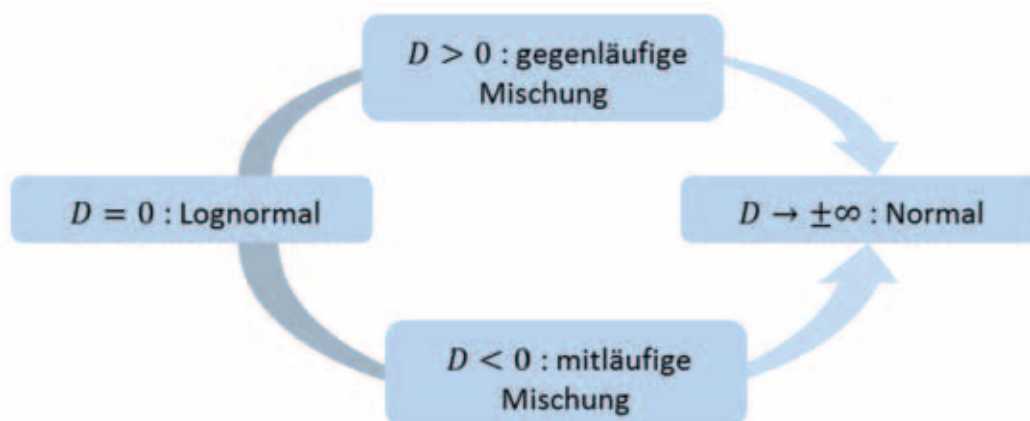 D > 0 : gegenläufige
Mischung
D = 0 : Lognormal
D → ±∞ : Normal
D < 0 : mitläufige
Mischung